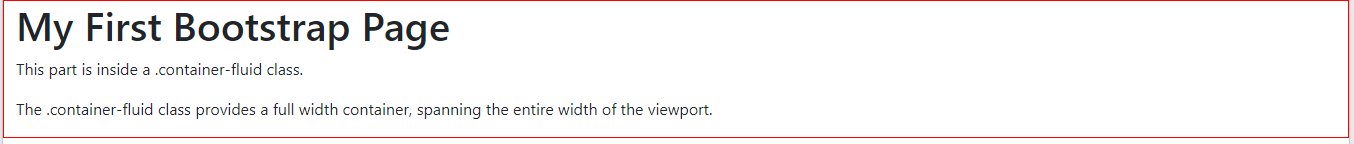 My First Bootstrap Page
This part is inside a .container-fluid class.
The .container-fluid class provides a full width container, spanning the entire width of the viewport.